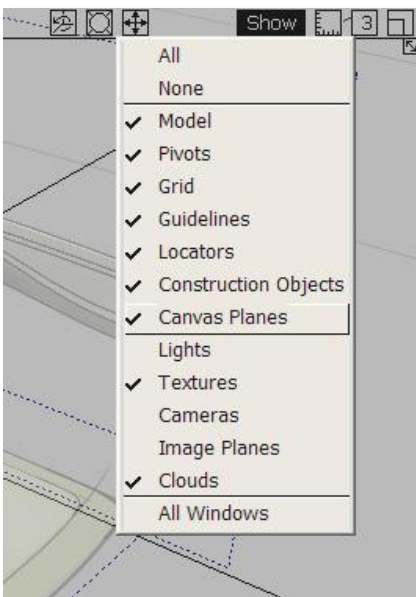 Show
3
All
None
Model
Pivots
Grid
Guidelines
Locators
Construction Objects
Canvas Planes
Lights
Textures
Cameras
Image Planes
Clouds
All Windows